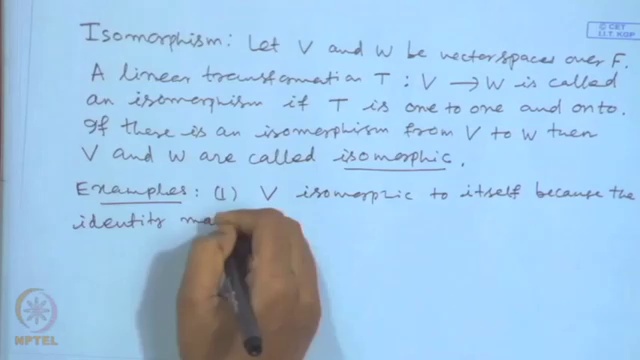 © CET
I.I.T. KGP
Isomorphism: Let V and W be vector spaces over F.
A linear transformation T : V → W is called
an isomorphism if T is one to one and onto.
If there is an isomorphism from V to W then
V and W are called isomorphic.
Examples: (1) V isomorphic to itself because the
identity ma
NPTEL